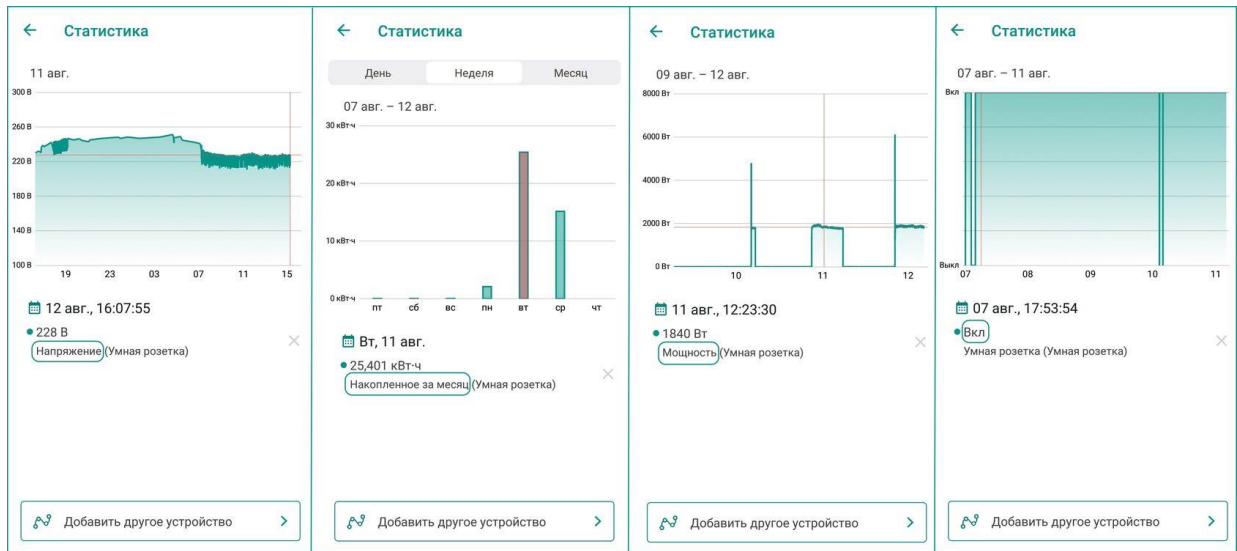 ← Статистика
11 авг.
300 В
260 В
220 В
180 В
140 В
100 В
19 23 03 07 11 15
12 авг., 16:07:55
228 В
Напряжение (Умная розетка)
Добавить другое устройство
← Статистика
День Неделя Месяц
07 авг. – 12 авг.
30 кВт·ч
20 кВт·ч
10 кВт·ч
0 кВт·ч
пт сб вс пн вт ср чт
Вт, 11 авг.
25,401 кВт·ч
Накопленное за месяц (Умная розетка)
Добавить другое устройство
← Статистика
09 авг. – 12 авг.
8000 Вт
6000 Вт
4000 Вт
2000 Вт
0 Вт
10 11 12
11 авг., 12:23:30
1840 Вт
Мощность (Умная розетка)
Добавить другое устройство
← Статистика
07 авг. – 11 авг.
Вкл
Выкл
07 08 09 10 11
07 авг., 17:53:54
Вкл
Умная розетка (Умная розетка)
Добавить другое устройство